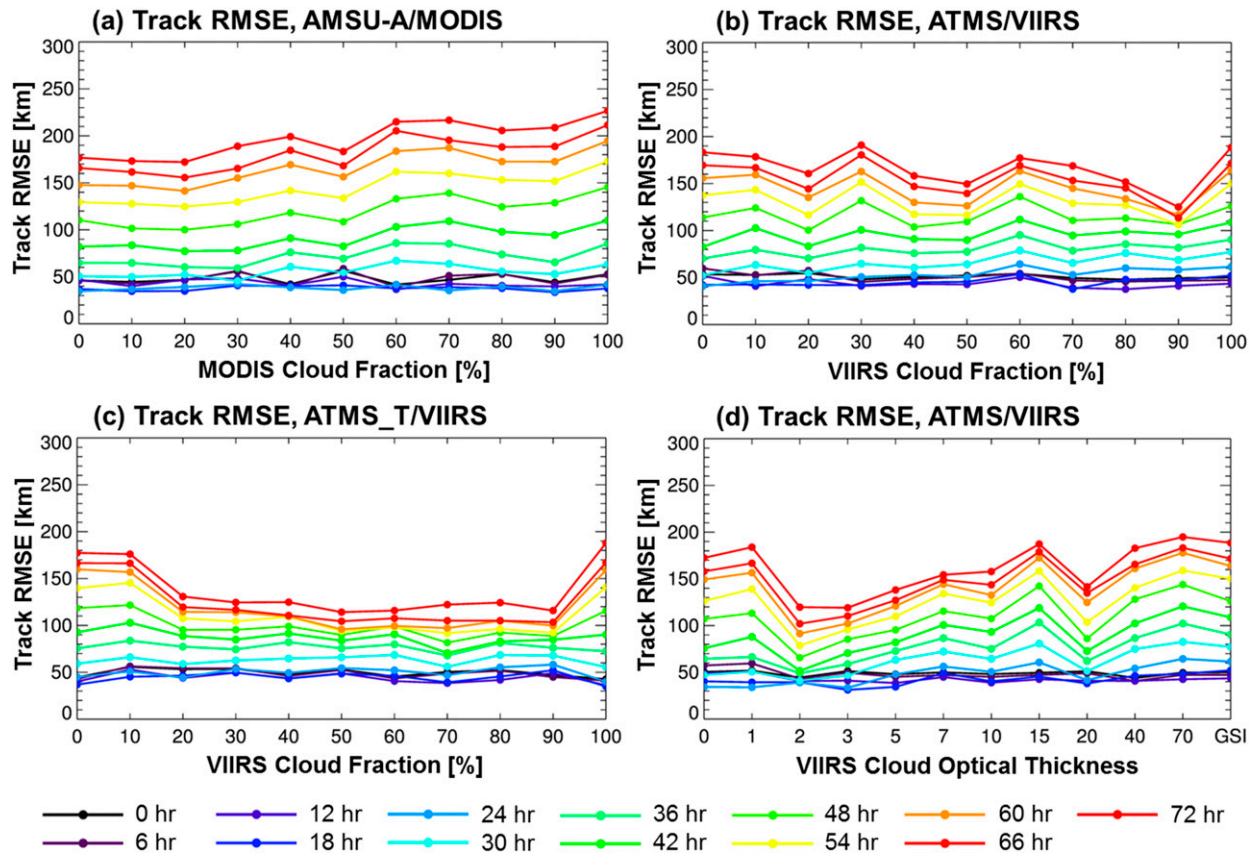 (a) Track RMSE, AMSU-A/MODIS
300
250
200
150
100
50
0
Track RMSE [km]
0 10 20 30 40 50 60 70 80 90 100
MODIS Cloud Fraction [%]
(b) Track RMSE, ATMS/VIIRS
300
250
200
150
100
50
0
Track RMSE [km]
0 10 20 30 40 50 60 70 80 90 100
VIIRS Cloud Fraction [%]
(c) Track RMSE, ATMS_T/VIIRS
300
250
200
150
100
50
0
Track RMSE [km]
0 10 20 30 40 50 60 70 80 90 100
VIIRS Cloud Fraction [%]
(d) Track RMSE, ATMS/VIIRS
300
250
200
150
100
50
0
Track RMSE [km]
0 1 2 3 5 7 10 15 20 40 70 GSI
VIIRS Cloud Optical Thickness
0 hr 12 hr 24 hr 36 hr 48 hr 60 hr 72 hr
6 hr 18 hr 30 hr 42 hr 54 hr 66 hr